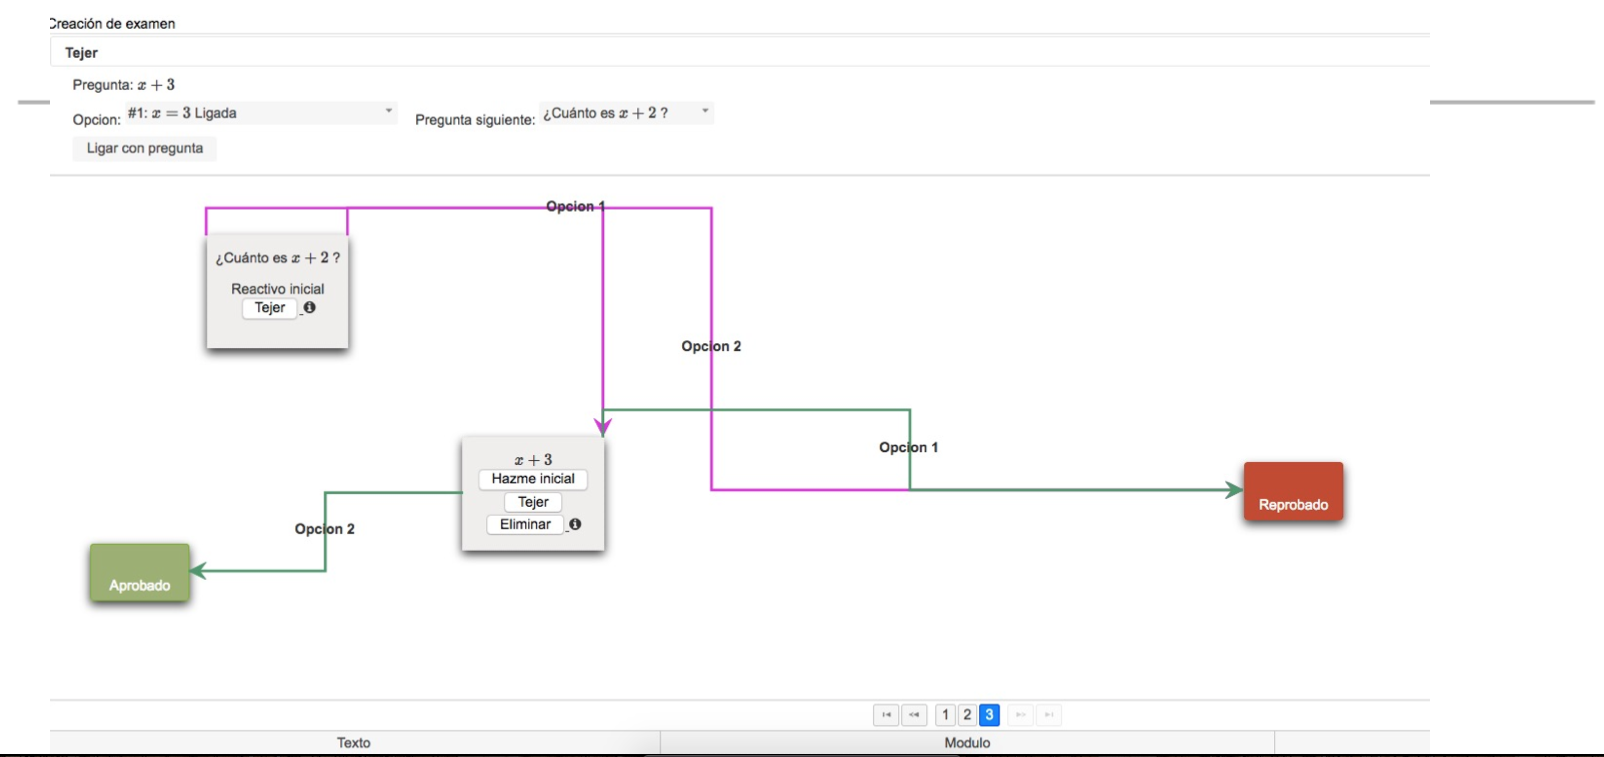 Creación de examen
Tejer
Pregunta: x + 3
Opcion: #1: x = 3 Ligada Pregunta siguiente: ¿Cuánto es x + 2 ?
Ligar con pregunta
Opcion 1
¿Cuánto es x + 2 ?
Reactivo inicial
Tejer
Opcion 2
Opcion 1
x + 3
Hazme inicial
Tejer
Eliminar
Reprobado
Opcion 2
Aprobado
1 2 3
Texto Modulo